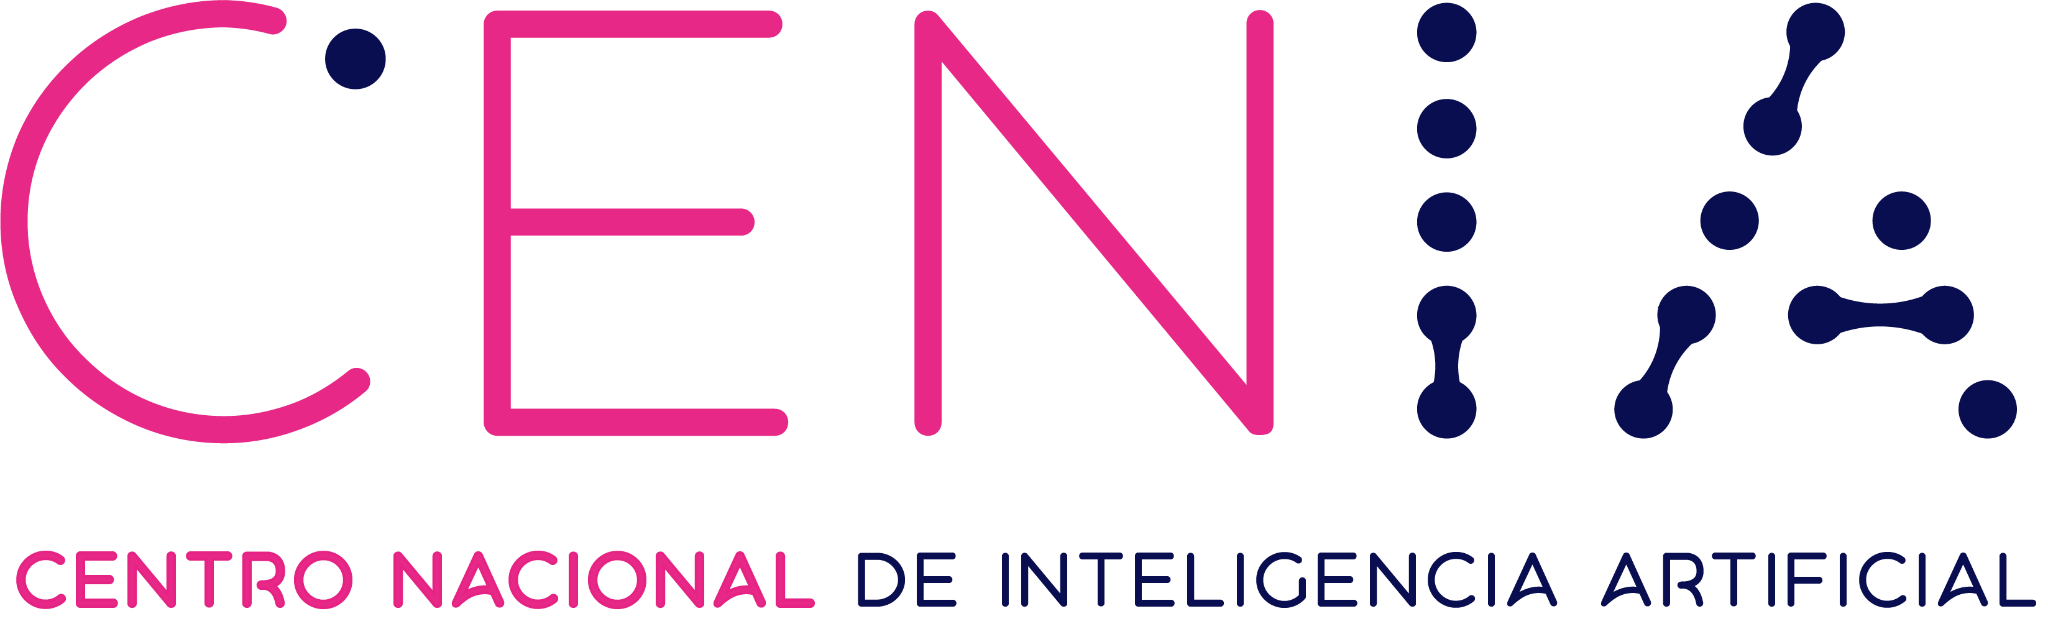 CENIA
CENTRO NACIONAL DE INTELIGENCIA ARTIFICIAL